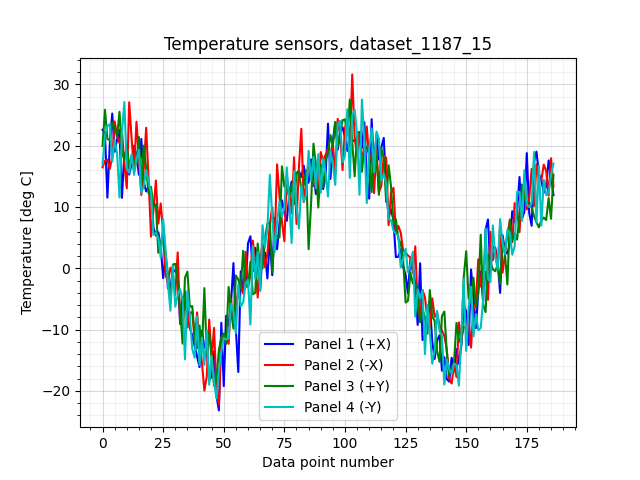 Temperature sensors, dataset_1187_15
Temperature [deg C]
30
20
10
0
−10
−20
Panel 1 (+X)
Panel 2 (-X)
Panel 3 (+Y)
Panel 4 (-Y)
0 25 50 75 100 125 150 175
Data point number